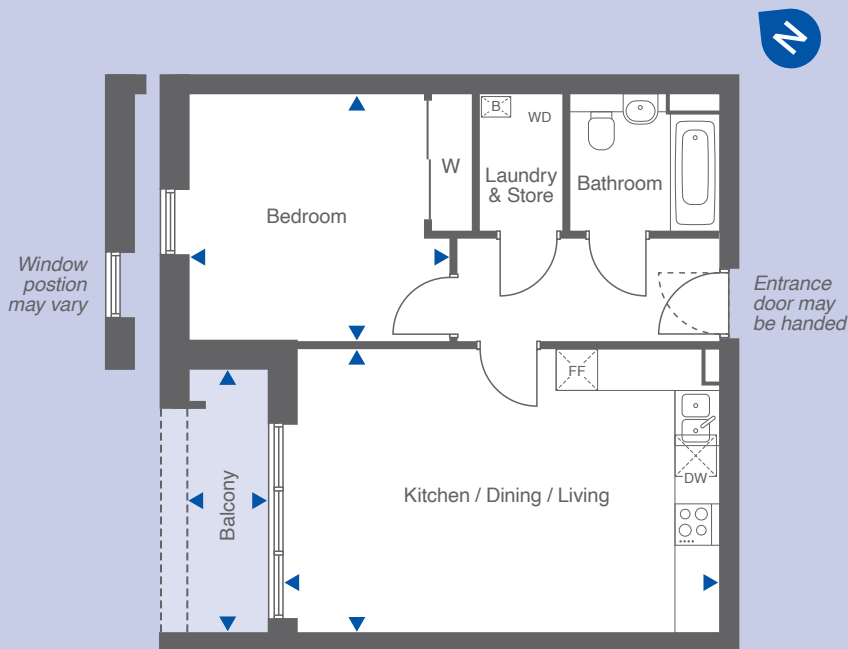 N
B
WD
W
Laundry
& Store
Bathroom
Bedroom
Window
postion
may vary
Entrance
door may
be handed
FF
DW
Kitchen / Dining / Living
Balcony